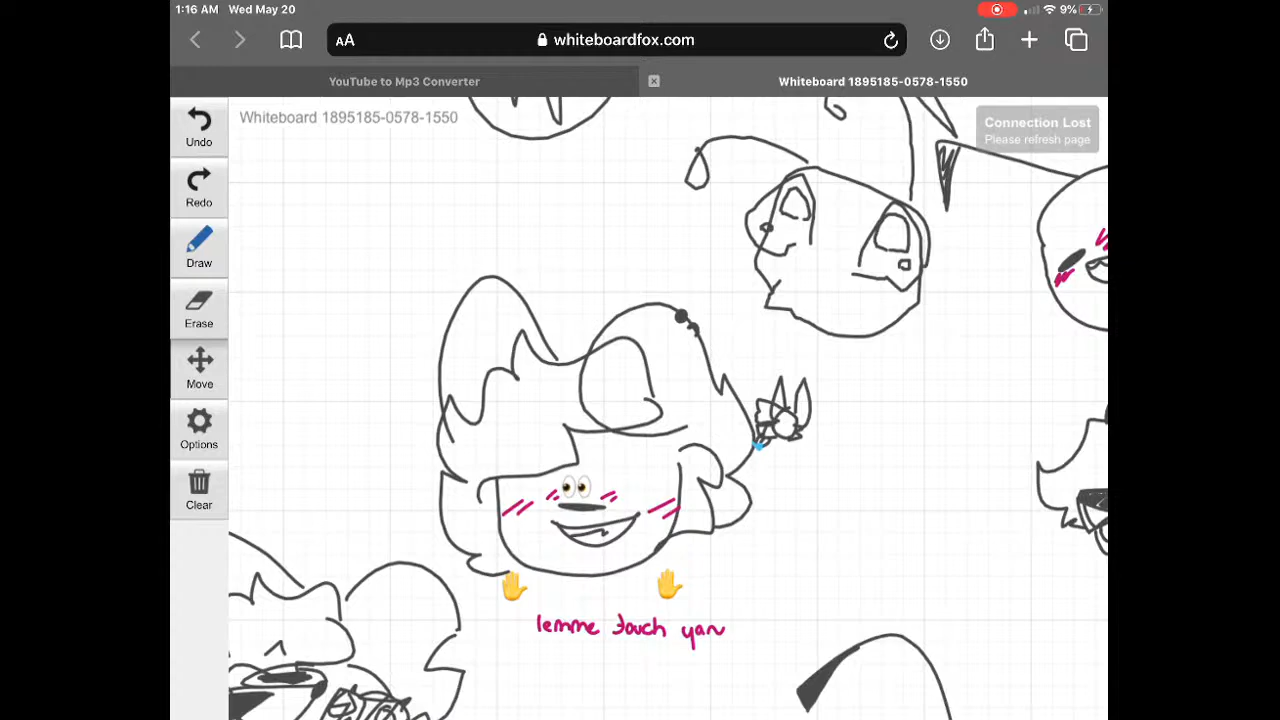 1:16 AM Wed May 20
9%
AA
whiteboardfox.com
YouTube to Mp3 Converter
Whiteboard 1895185-0578-1550
Whiteboard 1895185-0578-1550
Connection Lost
Please refresh page
Undo
Redo
Draw
Erase
Move
Options
Clear
lemme touch yan